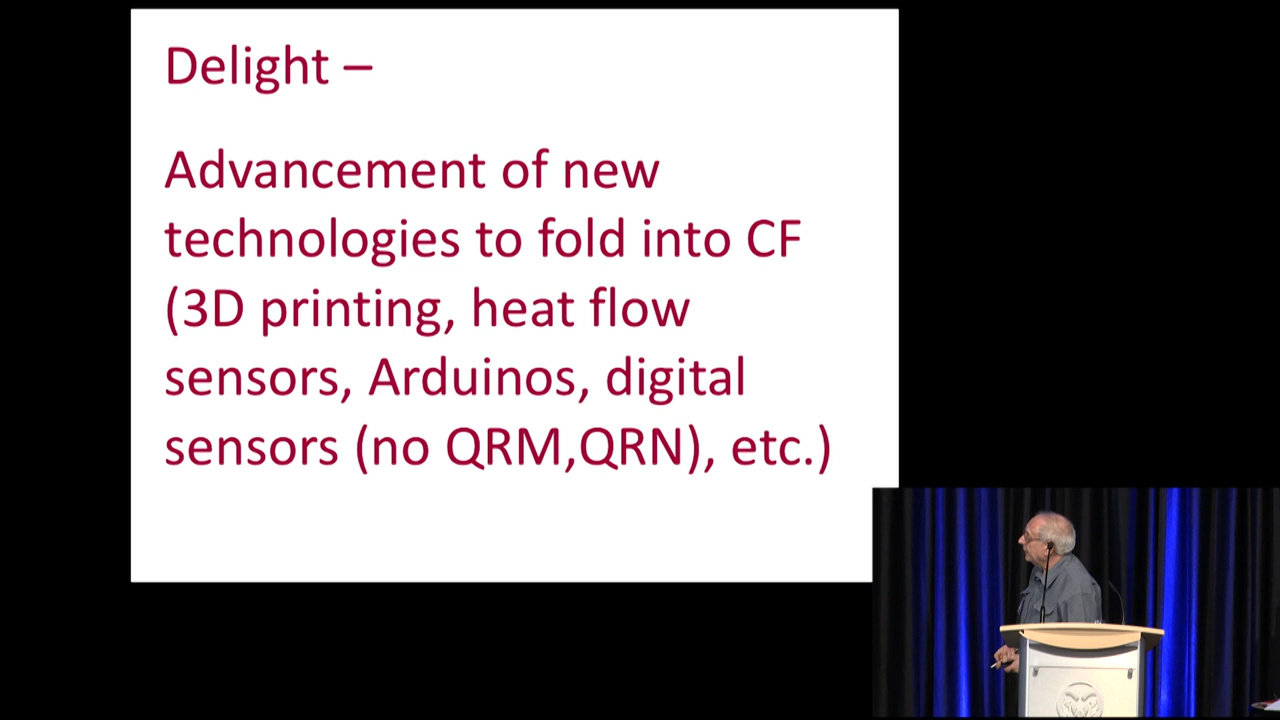 Delight –
Advancement of new
technologies to fold into CF
(3D printing, heat flow
sensors, Arduinos, digital
sensors (no QRM,QRN), etc.)